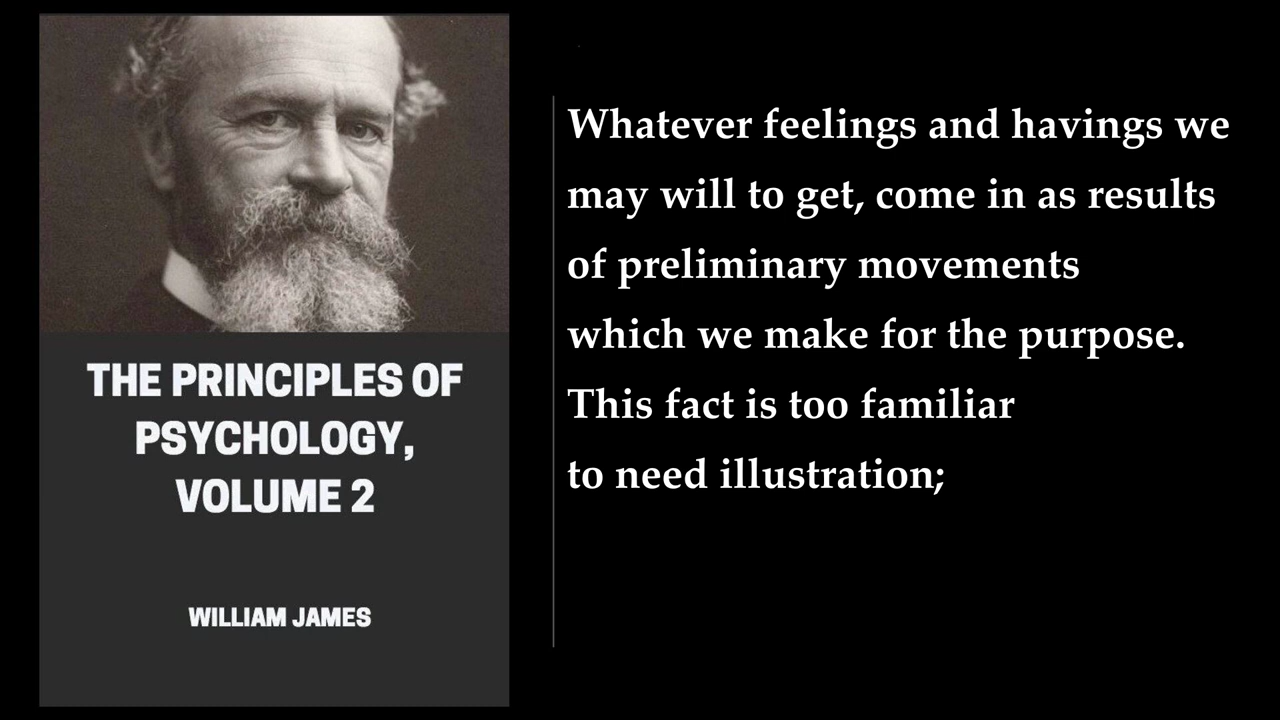 THE PRINCIPLES OF
PSYCHOLOGY,
VOLUME 2
WILLIAM JAMES
Whatever feelings and havings we
may will to get, come in as results
of preliminary movements
which we make for the purpose.
This fact is too familiar
to need illustration;